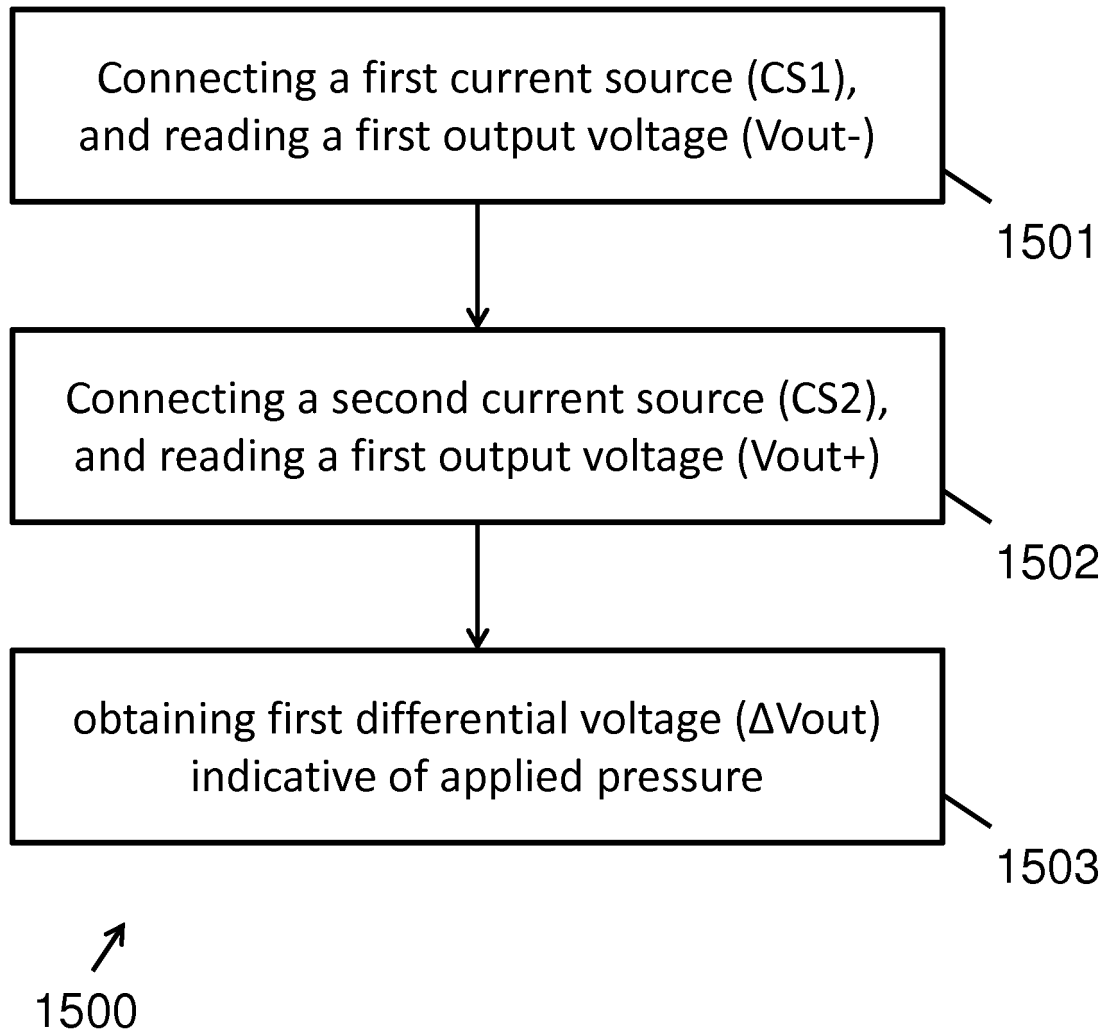 Connecting a first current source (CS1),
and reading a first output voltage (Vout-)
1501
Connecting a second current source (CS2),
and reading a first output voltage (Vout+)
1502
obtaining first differential voltage (ΔVout)
indicative of applied pressure
1503
1500